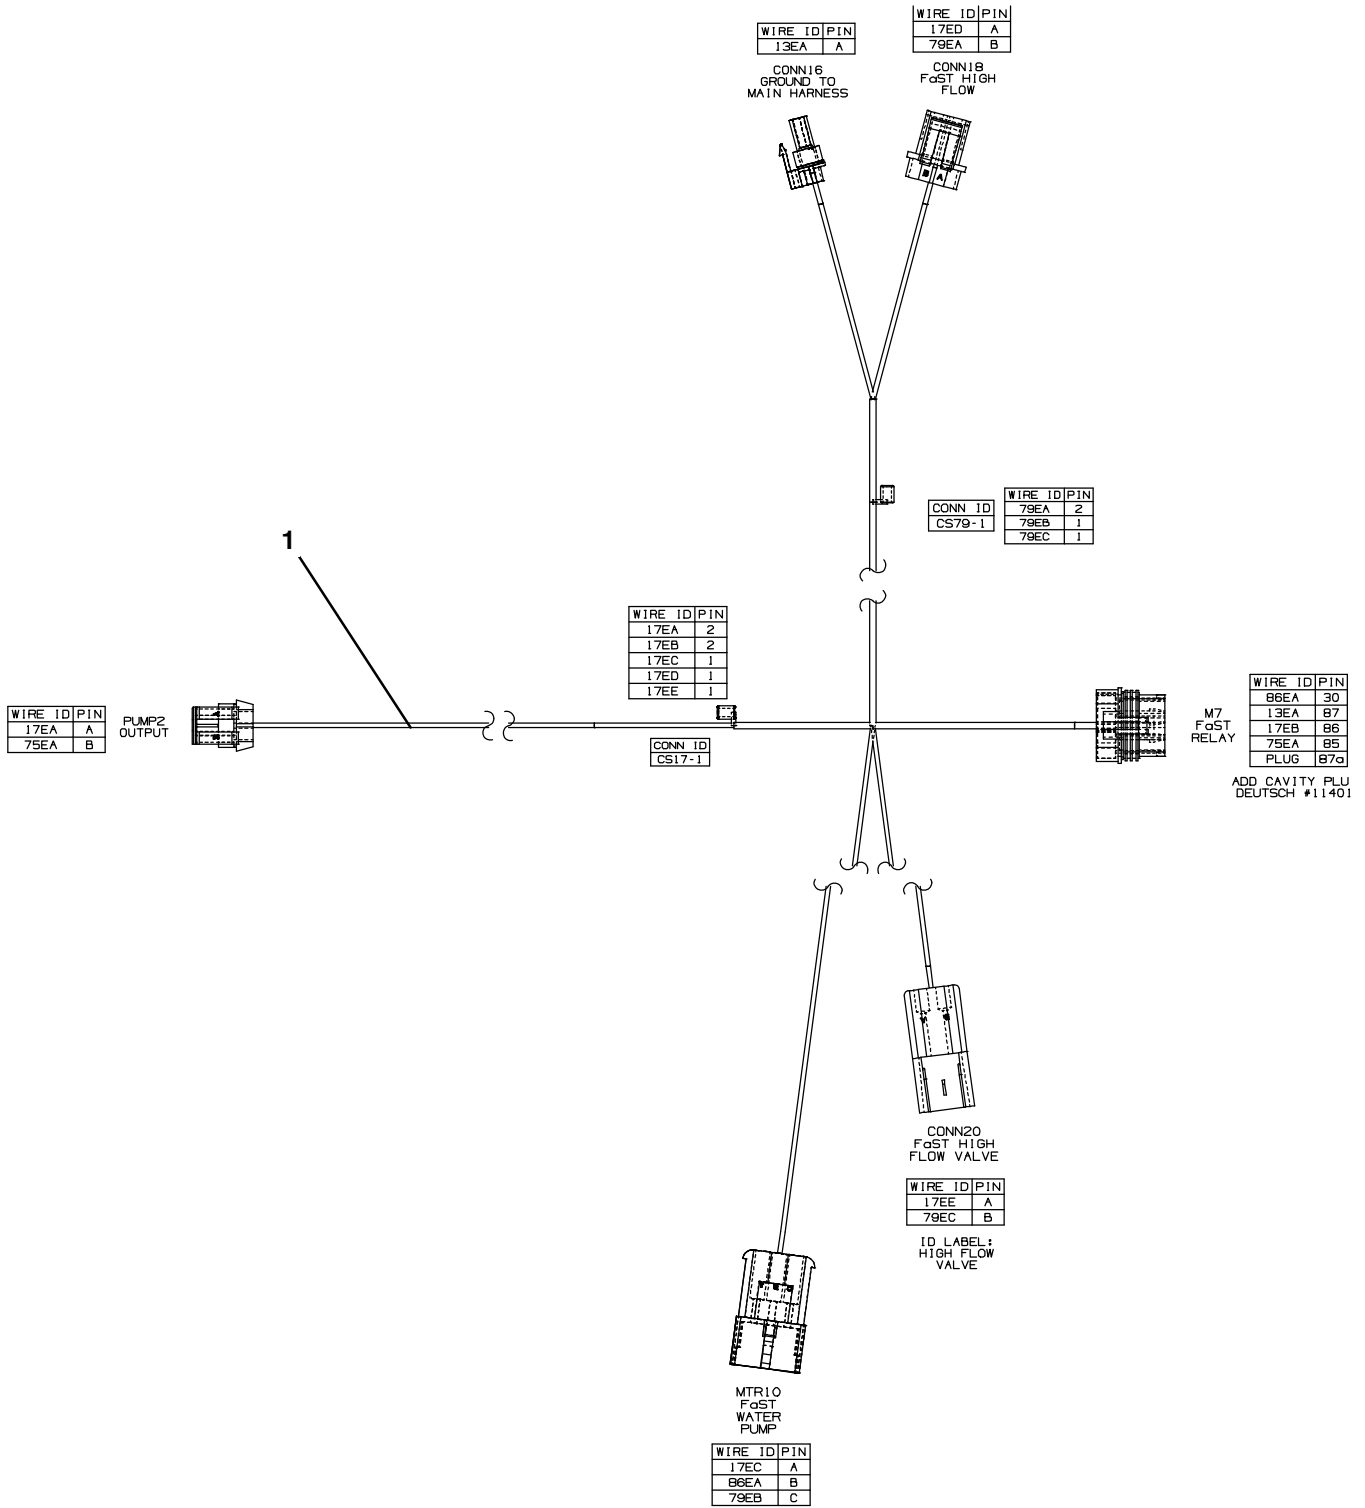 WIRE ID PIN
13EA A
CONN16
GROUND TO
MAIN HARNESS
WIRE ID PIN
17ED A
79EA B
CONN18
FaST HIGH
FLOW
B A
CONN ID
CS79-1
WIRE ID PIN
79EA 2
79EB 1
79EC 1
1
WIRE ID PIN
17EA 2
17EB 2
17EC 1
17ED 1
17EE 1
CONN ID
CS17-1
WIRE ID PIN
17EA A
75EA B
PUMP2
OUTPUT
M7
FaST
RELAY
WIRE ID PIN
86EA 30
13EA 87
17EB 86
75EA 85
PLUG 87a
ADD CAVITY PLU
DEUTSCH #11401
CONN20
FaST HIGH
FLOW VALVE
WIRE ID PIN
17EE A
79EC B
ID LABEL:
HIGH FLOW
VALVE
MTR10
FaST
WATER
PUMP
WIRE ID PIN
17EC A
86EA B
79EB C